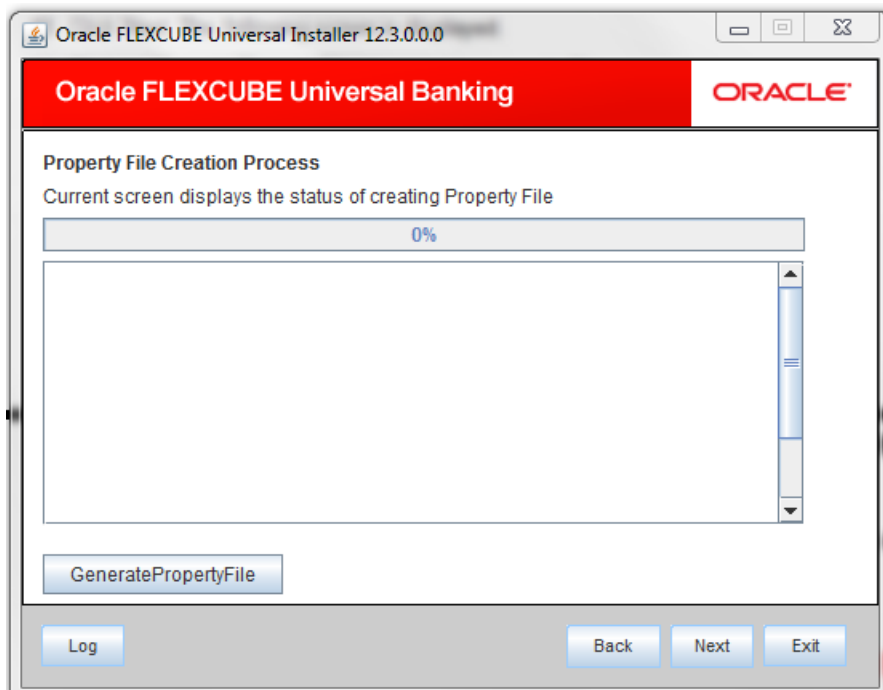 Oracle FLEXCUBE Universal Installer 12.3.0.0.0
Oracle FLEXCUBE Universal Banking
ORACLE
Property File Creation Process
Current screen displays the status of creating Property File
0%
GeneratePropertyFile
Log
Back
Next
Exit